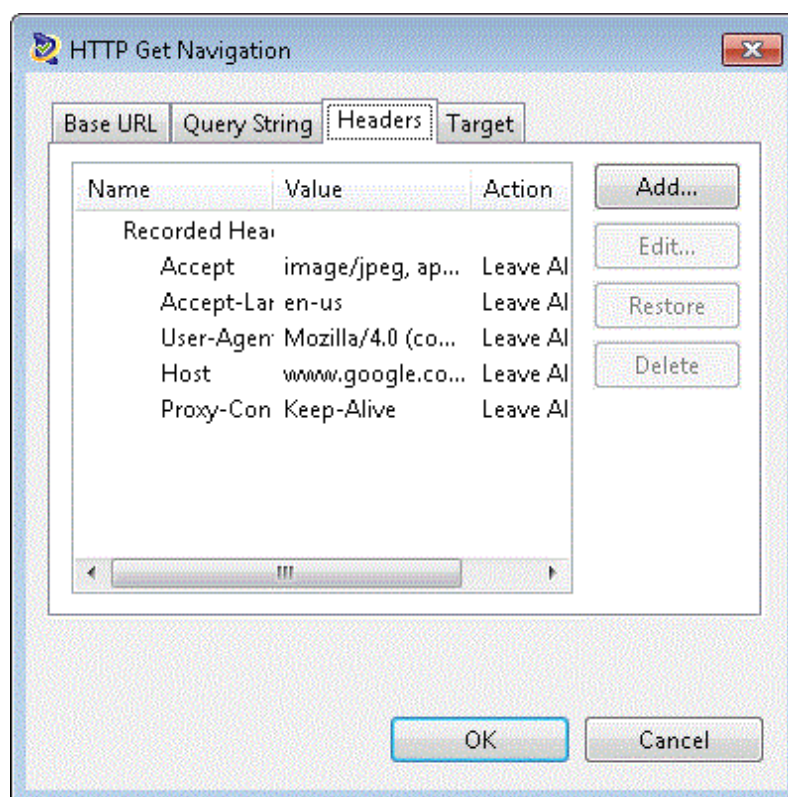 HTTP Get Navigation
Base URL Query String Headers Target
Name Value Action Add...
Recorded Hea
Edit...
Accept image/jpeg, ap... Leave Al
Accept-Lar en-us Leave Al Restore
User-Agen Mozilla/4.0 (co... Leave Al
Host www.google.co... Leave Al Delete
Proxy-Con Keep-Alive Leave Al
OK Cancel